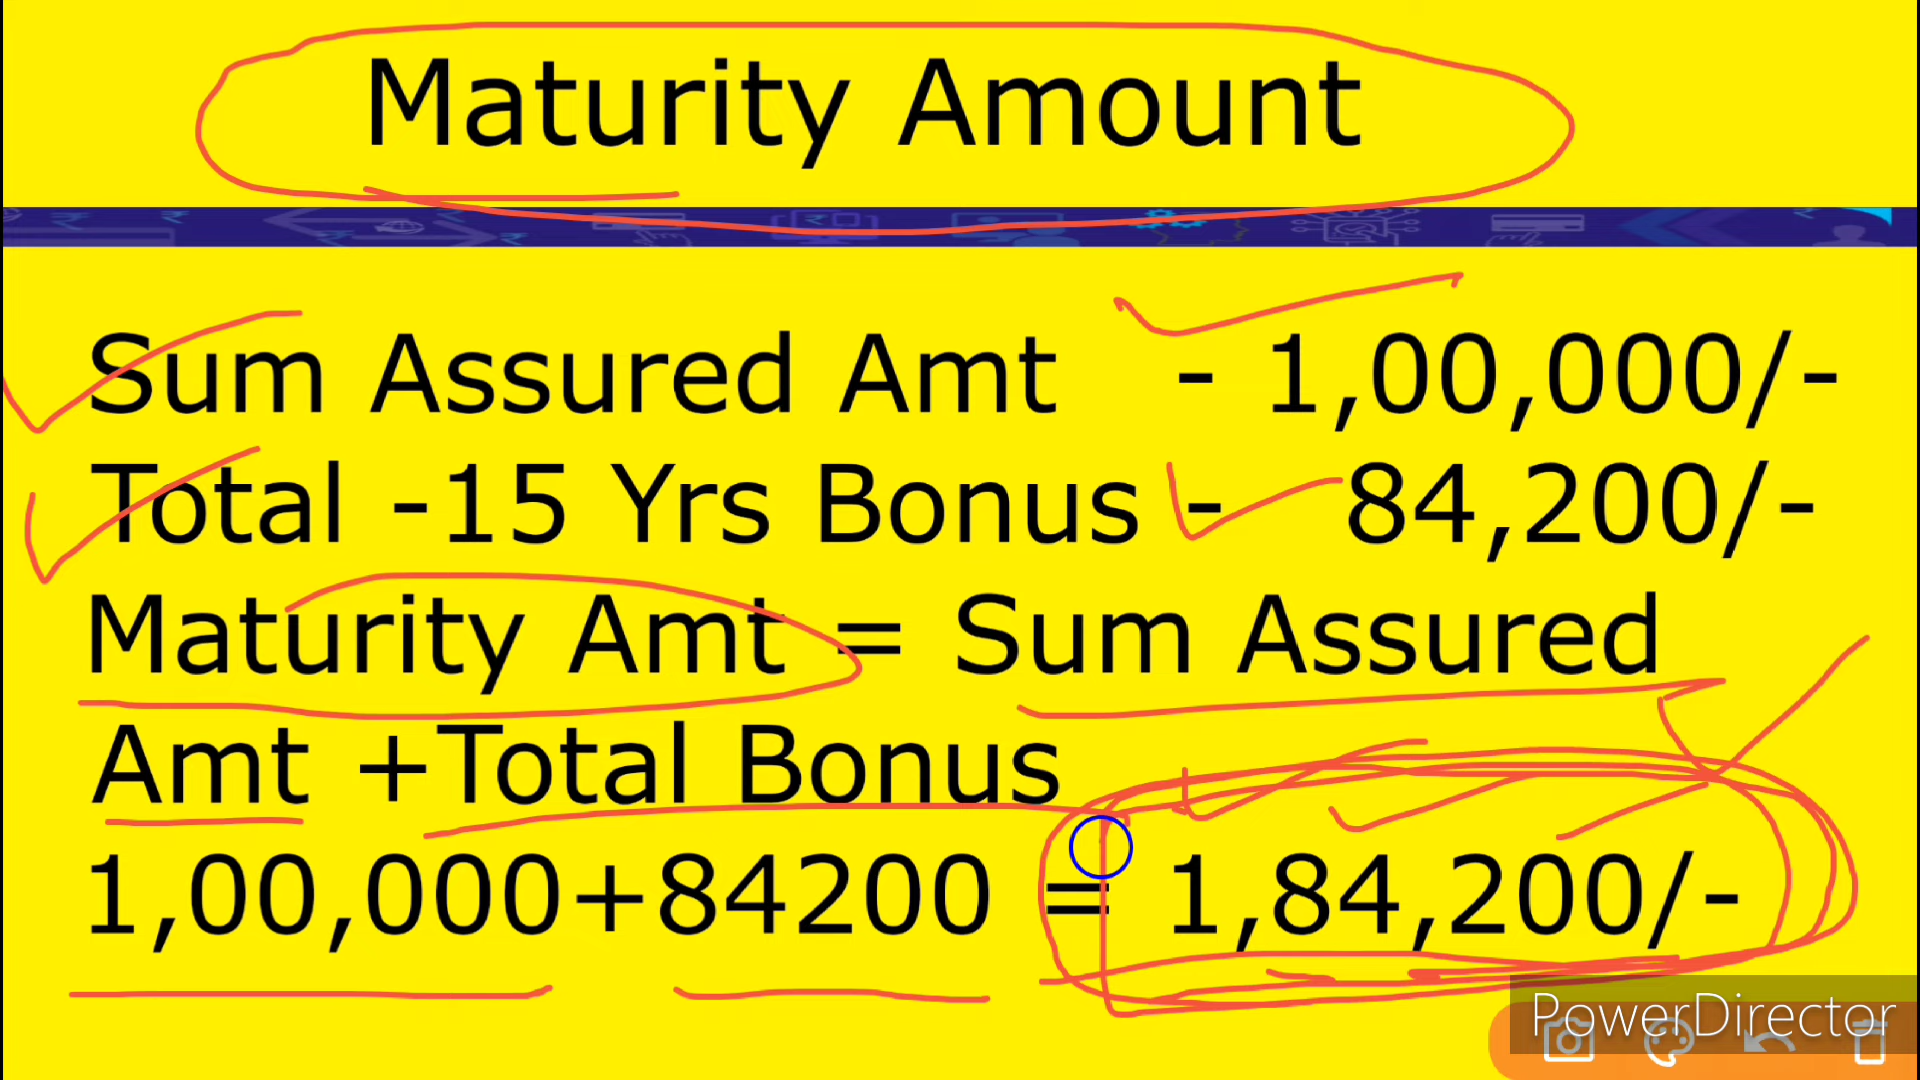 Maturity Amount
Sum Assured Amt - 1,00,000/-
Total -15 Yrs Bonus - 84,200/-
Maturity Amt = Sum Assured
Amt +Total Bonus
1,00,000+84200 = 1,84,200/-
PowerDirector